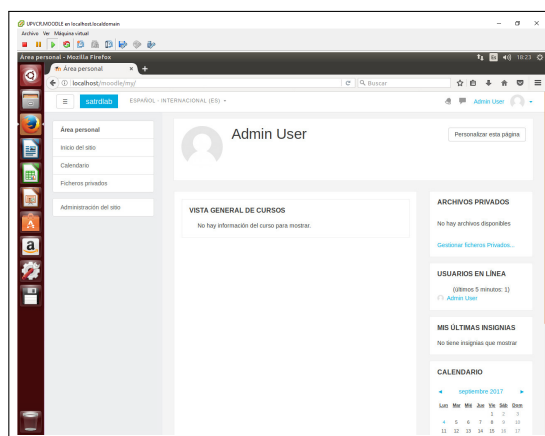 UPVCR.MOODLE en localhost.localdomain
Archivo Ver Máquina virtual
Area personal - Mozilla Firefox
Es 18:23
Área personal
localhost/moodle/my/
Buscar
satrdlab
ESPAÑOL - INTERNACIONAL (ES)
Admin User
Área personal
Inicio del sitio
Calendario
Ficheros privados
Administración del sitio
Admin User
Personalizar esta página
VISTA GENERAL DE CURSOS
No hay información del curso para mostrar.
ARCHIVOS PRIVADOS
No hay archivos disponibles
Gestionar ficheros Privados...
USUARIOS EN LÍNEA
(últimos 5 minutos: 1)
Admin User
MIS ÚLTIMAS INSIGNIAS
No tiene insignias que mostrar
CALENDARIO
septiembre 2017
Lun Mar Mié Jue Vie Sáb Dom
1 2 3
4 5 6 7 8 9 10
11 12 13 14 15 16 17